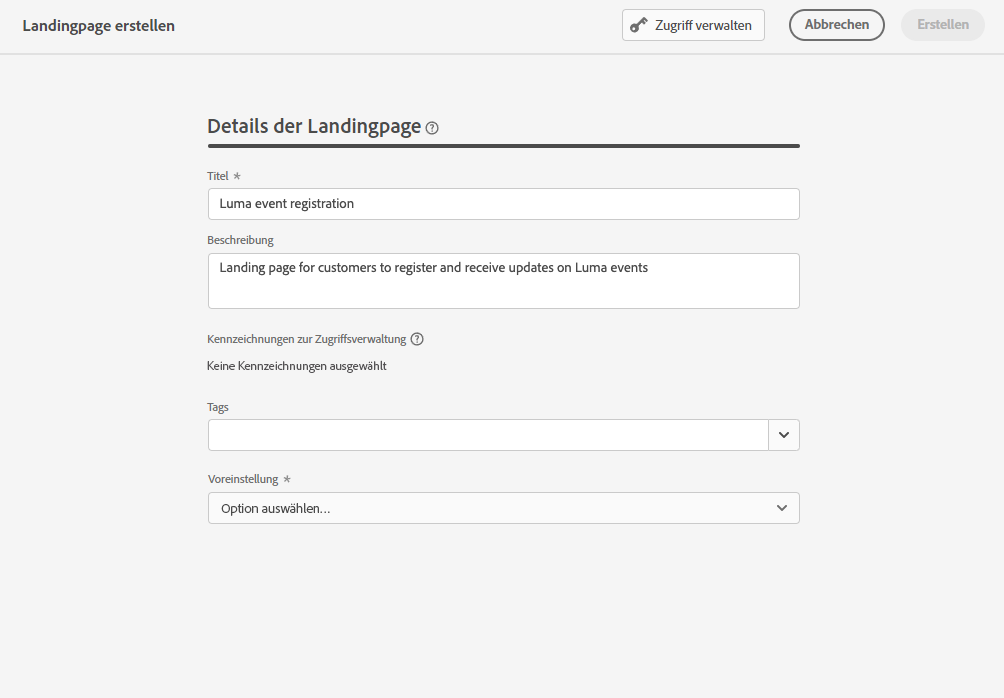 Landingpage erstellen
Zugriff verwalten
Abbrechen
Erstellen
Details der Landingpage
Titel *
Luma event registration
Beschreibung
Landing page for customers to register and receive updates on Luma events
Kennzeichnungen zur Zugriffsverwaltung
Keine Kennzeichnungen ausgewählt
Tags
Voreinstellung *
Option auswählen...